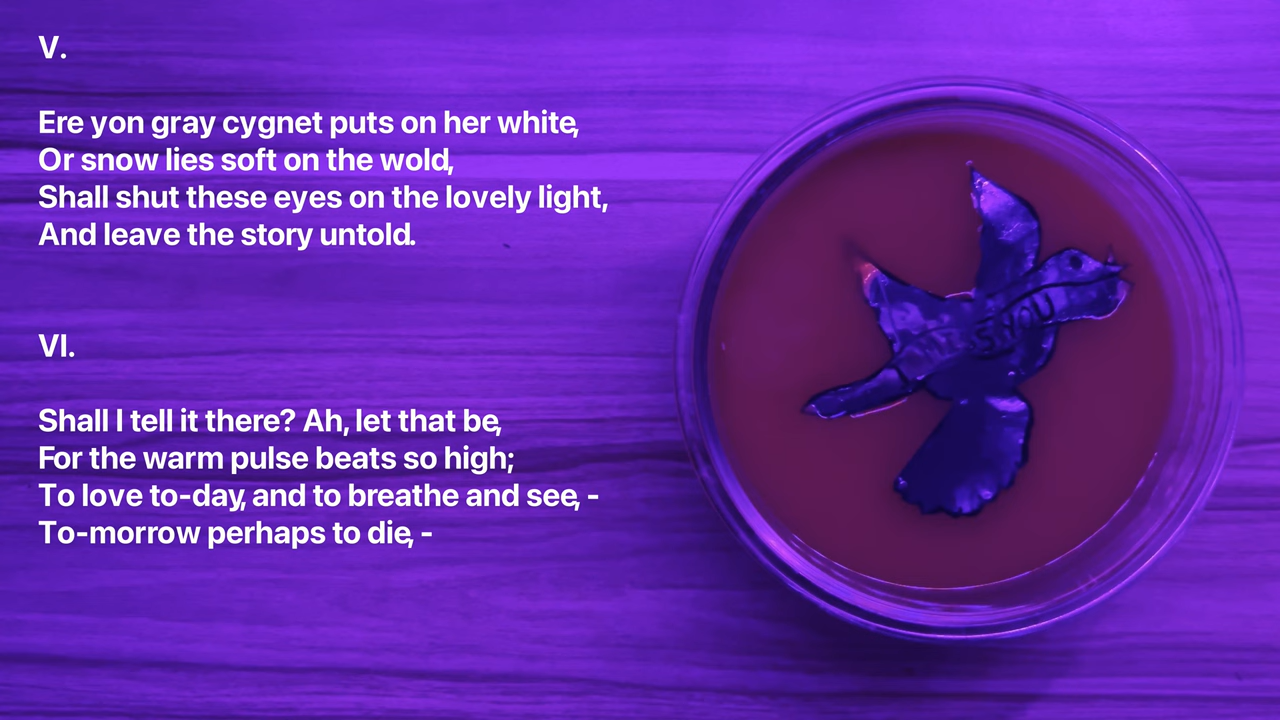 V.
Ere yon gray cygnet puts on her white,
Or snow lies soft on the wold,
Shall shut these eyes on the lovely light,
And leave the story untold.
VI.
Shall I tell it there? Ah, let that be,
For the warm pulse beats so high;
To love to-day, and to breathe and see, -
To-morrow perhaps to die, -